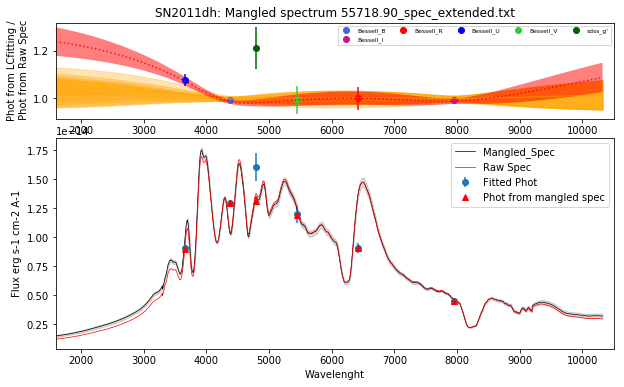 SN2011dh: Mangled spectrum 55718.90_spec_extended.txt
Phot from LCfitting /
Phot from Raw Spec
1.2
1.0
Bessell_B
Bessell_R
Bessell_U
Bessell_V
sdss_g'
Bessell_I
2000 3000 4000 5000 6000 7000 8000 9000 10000
1e−14
Flux erg s-1 cm-2 A-1
1.75
1.50
1.25
1.00
0.75
0.50
0.25
Mangled_Spec
Raw Spec
Fitted Phot
Phot from mangled spec
2000 3000 4000 5000 6000 7000 8000 9000 10000
Wavelenght